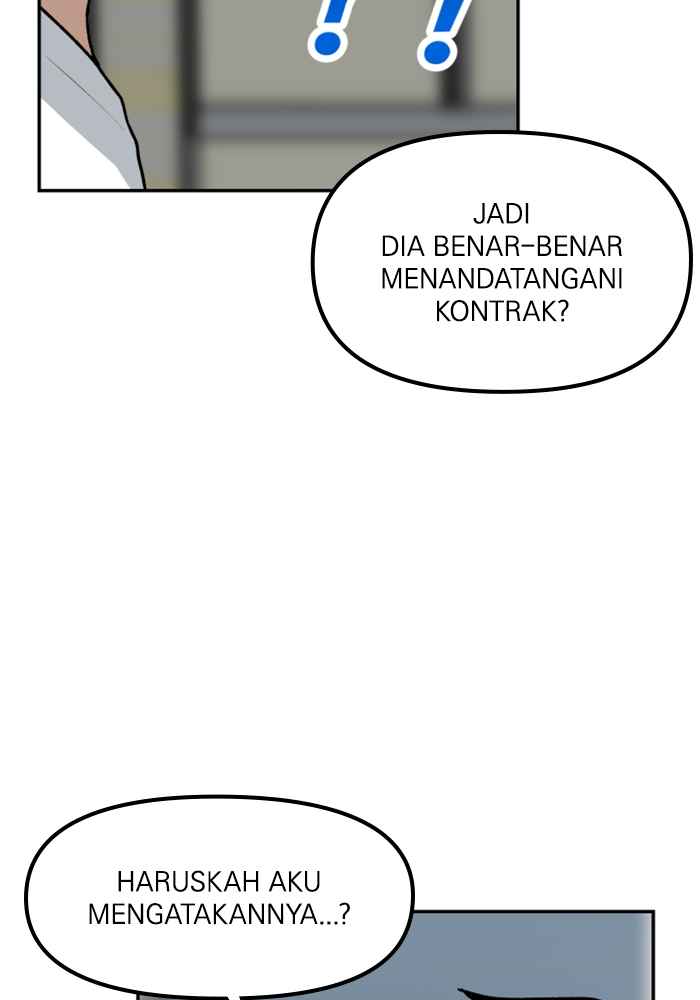 JADI
DIA BENAR-BENAR
MENANDATANGANI
KONTRAK?
HARUSKAH AKU
MENGATAKANNYA...?